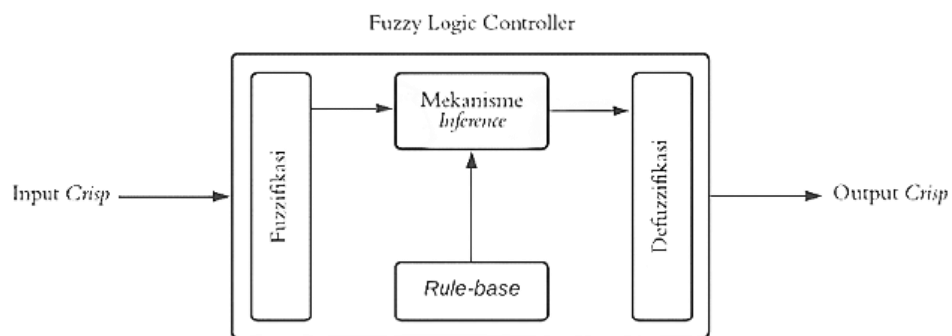 Fuzzy Logic Controller
Mekanisme
Inference
Fuzzifikasi
Defuzzifikasi
Input Crisp
Output Crisp
Rule-base